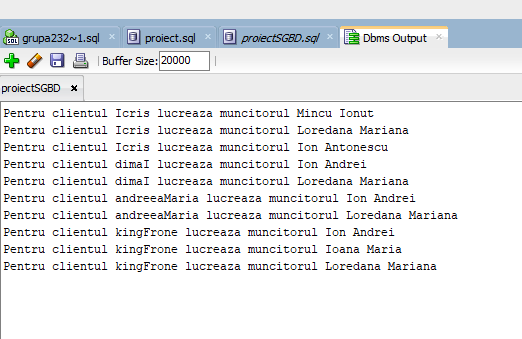 grupa232~1.sql proiect.sql proiectSGBD.sql Dbms Output
Buffer Size: 20000
proiectSGBD
Pentru clientul Icris lucreaza muncitorul Mincu Ionut
Pentru clientul Icris lucreaza muncitorul Loredana Mariana
Pentru clientul Icris lucreaza muncitorul Ion Antonescu
Pentru clientul dimaI lucreaza muncitorul Ion Andrei
Pentru clientul dimaI lucreaza muncitorul Loredana Mariana
Pentru clientul andreeaMaria lucreaza muncitorul Ion Andrei
Pentru clientul andreeaMaria lucreaza muncitorul Loredana Mariana
Pentru clientul kingFrone lucreaza muncitorul Ion Andrei
Pentru clientul kingFrone lucreaza muncitorul Ioana Maria
Pentru clientul kingFrone lucreaza muncitorul Loredana Mariana